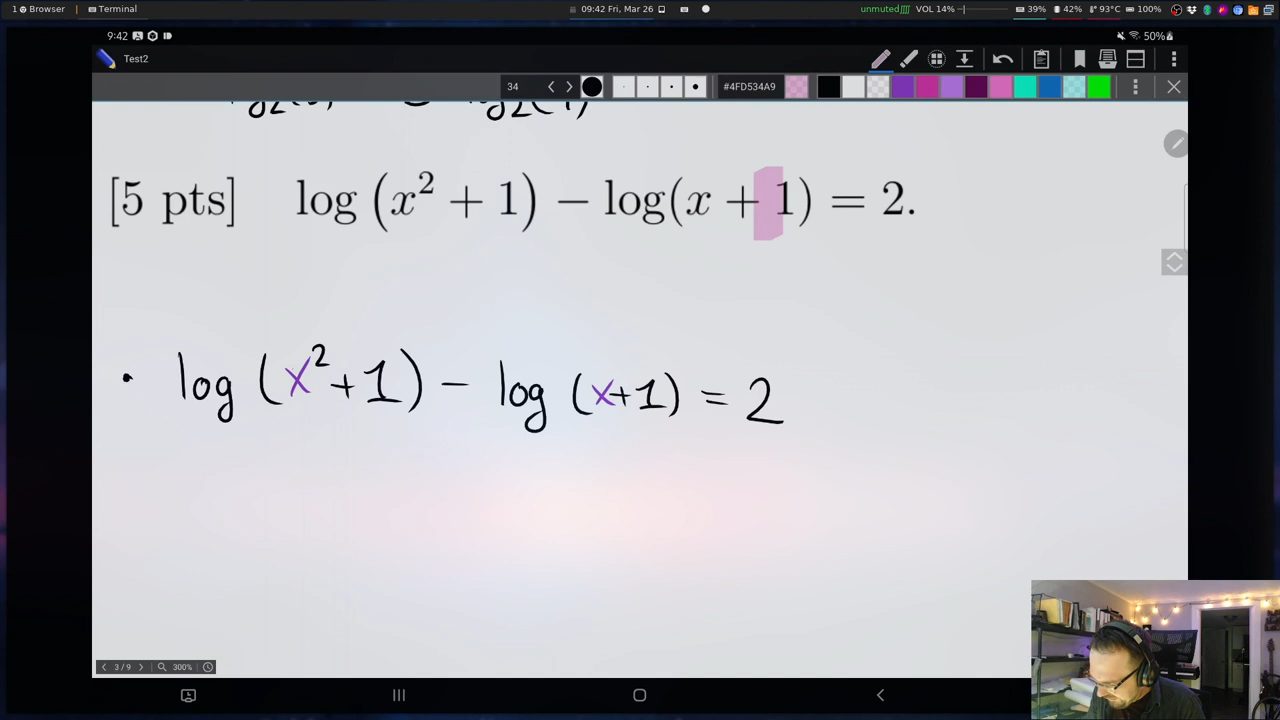 1 Browser Terminal 09:42 Fri, Mar 26 unmuted VOL 14% 39% 42% 93°C 100%
9:42 50%
Test2
34 #4FD534A9
[5 pts] log (x² + 1) − log(x + 1) = 2.
• log (x²+1) − log (x+1) = 2
3 / 9 300%